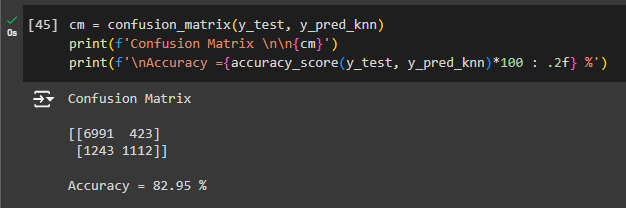 [45] cm = confusion_matrix(y_test, y_pred_knn)
0s print(f'Confusion Matrix \n\n{cm}')
print(f'\nAccuracy ={accuracy_score(y_test, y_pred_knn)*100 : .2f} %')
Confusion Matrix
[[6991 423]
[1243 1112]]
Accuracy = 82.95 %